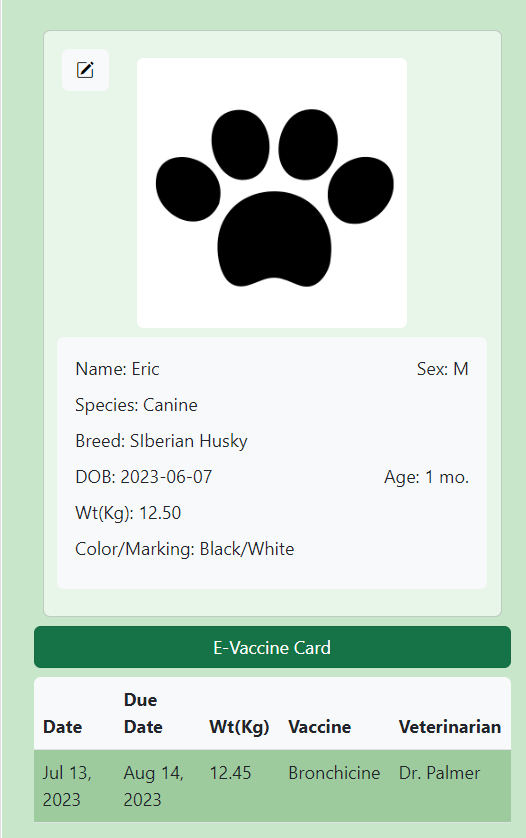 Name: Eric Sex: M
Species: Canine
Breed: SIberian Husky
DOB: 2023-06-07 Age: 1 mo.
Wt(Kg): 12.50
Color/Marking: Black/White
E-Vaccine Card
Date Due Date Wt(Kg) Vaccine Veterinarian
Jul 13, 2023 Aug 14, 2023 12.45 Bronchicine Dr. Palmer